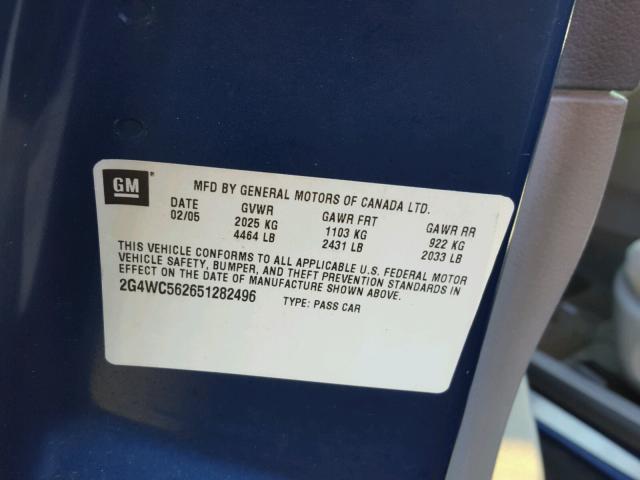 GM
MFD BY GENERAL MOTORS OF CANADA LTD.
DATE GVWR GAWR FRT GAWR RR
02/05 2025 KG 1103 KG 922 KG
4464 LB 2431 LB 2033 LB
THIS VEHICLE CONFORMS TO ALL APPLICABLE U.S. FEDERAL MOTOR
VEHICLE SAFETY, BUMPER, AND THEFT PREVENTION STANDARDS IN
EFFECT ON THE DATE OF MANUFACTURE SHOWN ABOVE.
2G4WC562651282496 TYPE: PASS CAR